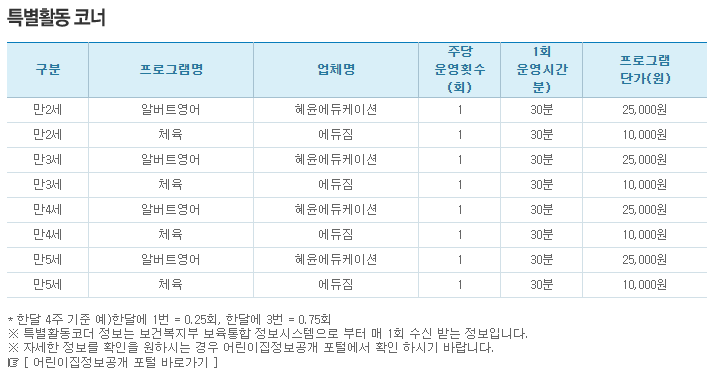 특별활동 코너
구분 프로그램명 업체명 주당 운영횟수 (회) 1회 운영시간 분) 프로그램 단가(원)
만2세 알버트영어 혜윤에듀케이션 1 30분 25,000원
만2세 체육 에듀짐 1 30분 10,000원
만3세 알버트영어 혜윤에듀케이션 1 30분 25,000원
만3세 체육 에듀짐 1 30분 10,000원
만4세 알버트영어 혜윤에듀케이션 1 30분 25,000원
만4세 체육 에듀짐 1 30분 10,000원
만5세 알버트영어 혜윤에듀케이션 1 30분 25,000원
만5세 체육 에듀짐 1 30분 10,000원
* 한달 4주 기준 예)한달에 1번 = 0.25회, 한달에 3번 = 0.75회
※ 특별활동코더 정보는 보건복지부 보육통합 정보시스템으로 부터 매 1회 수신 받는 정보입니다.
※ 자세한 정보를 확인을 원하시는 경우 어린이집정보공개 포털에서 확인 하시기 바랍니다.
☞ [ 어린이집정보공개 포털 바로가기 ]